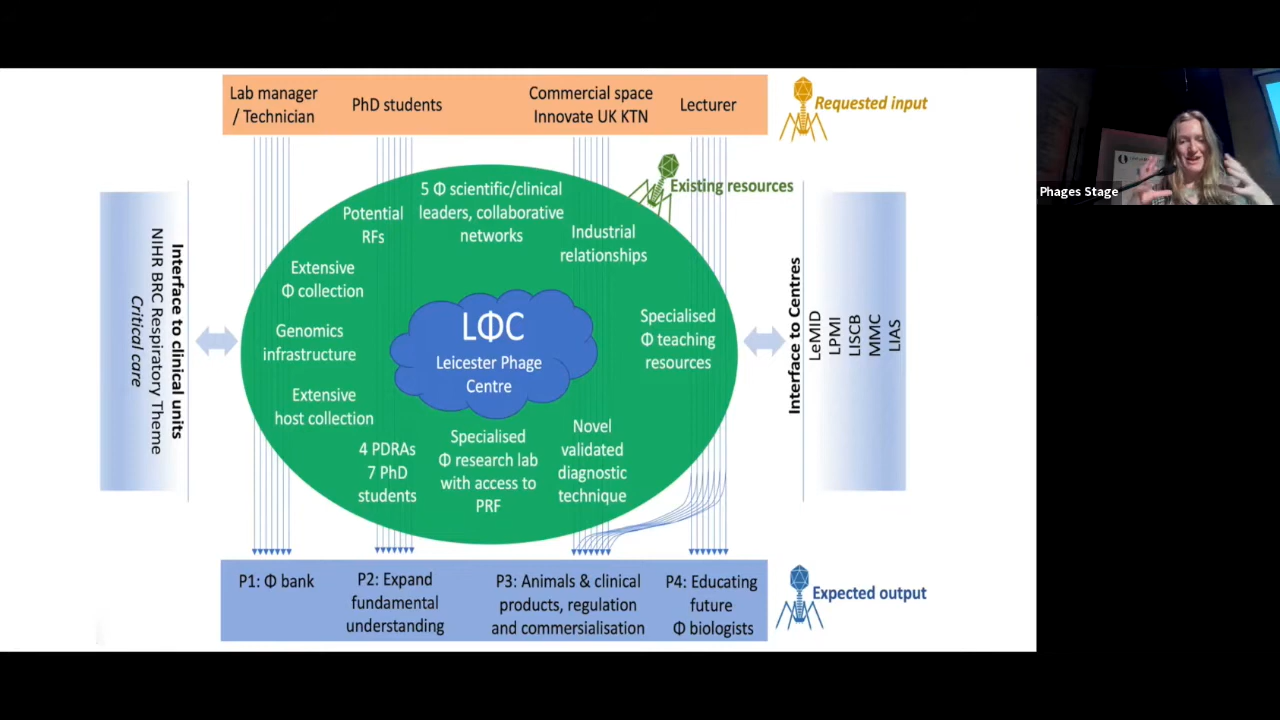 Lab manager
/ Technician
PhD students
Commercial space
Innovate UK KTN
Lecturer
Requested input
Phages Stage
Existing resources
5 Φ scientific/clinical
leaders, collaborative
networks
Potential
RFs
Industrial
relationships
Extensive
Φ collection
Genomics
infrastructure
Extensive
host collection
LΦC
Leicester Phage
Centre
Specialised
Φ teaching
resources
4 PDRAs
7 PhD
students
Specialised
Φ research lab
with access to
PRF
Novel
validated
diagnostic
technique
Interface to clinical units
NIHR BRC Respiratory Theme
Critical care
Interface to Centres
LeMID
LPMI
LISCB
MMIC
LIAS
P1: Φ bank
P2: Expand
fundamental
understanding
P3: Animals & clinical
products, regulation
and commersialisation
P4: Educating
future
Φ biologists
Expected output